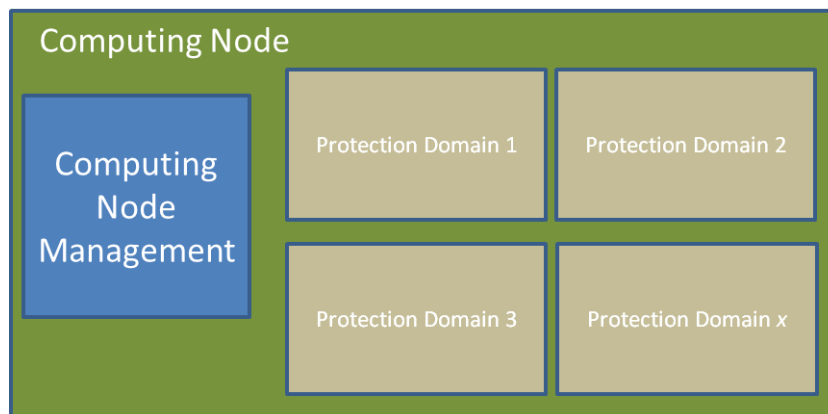 Computing Node
Computing
Node
Management
Protection Domain 1
Protection Domain 2
Protection Domain 3
Protection Domain x